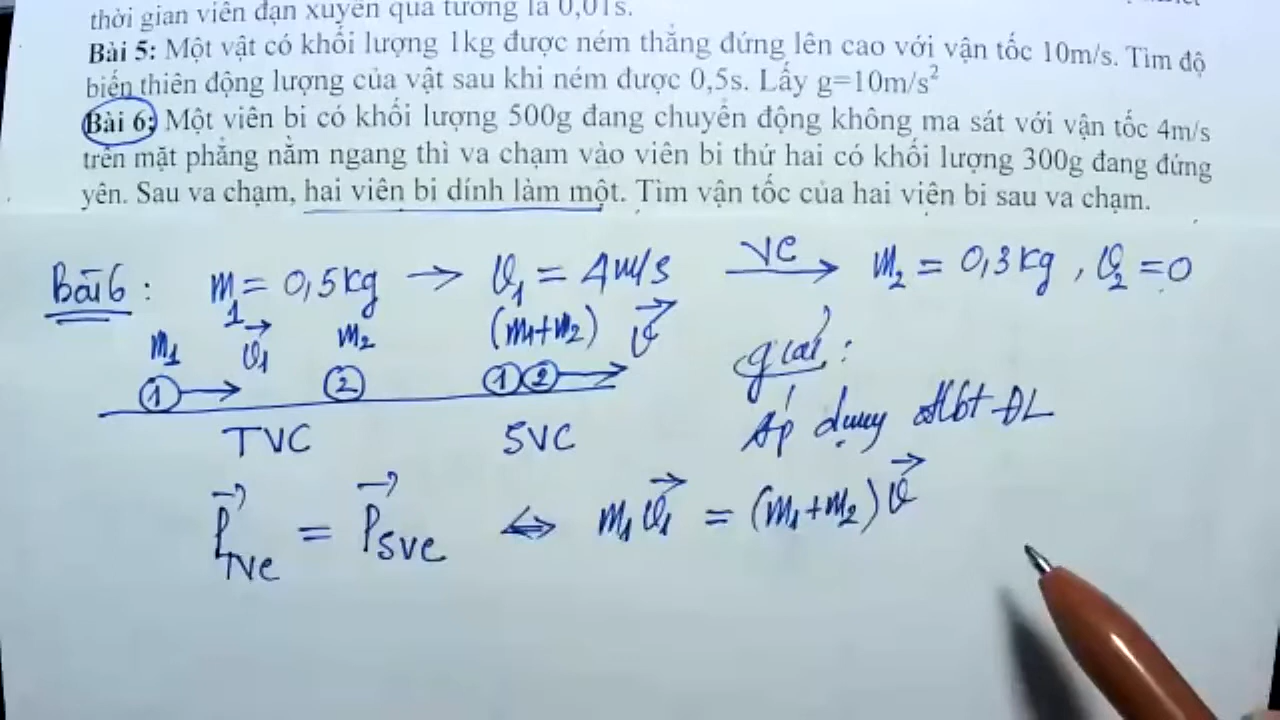 thời gian viên đạn xuyên qua tường là 0,01s.
Bài 5: Một vật có khối lượng 1kg được ném thẳng đứng lên cao với vận tốc 10m/s. Tìm độ
biến thiên động lượng của vật sau khi ném được 0,5s. Lấy g=10m/s²
Bài 6: Một viên bi có khối lượng 500g đang chuyển động không ma sát với vận tốc 4m/s
trên mặt phẳng nằm ngang thì va chạm vào viên bi thứ hai có khối lượng 300g đang đứng
yên. Sau va chạm, hai viên bi dính làm một. Tìm vận tốc của hai viên bi sau va chạm.
Bài 6: m₁ = 0,5kg → v₁ = 4m/s VC → m₂ = 0,3kg, v₂ = 0
m₁ v₁⃗ m₂ (m₁+m₂) v⃗
1 2 1 2
giải:
TVC SVC
Áp dụng ĐLBT ĐL
P⃗TVC = P⃗SVC ⇔ m₁v₁⃗ = (m₁+m₂)v⃗